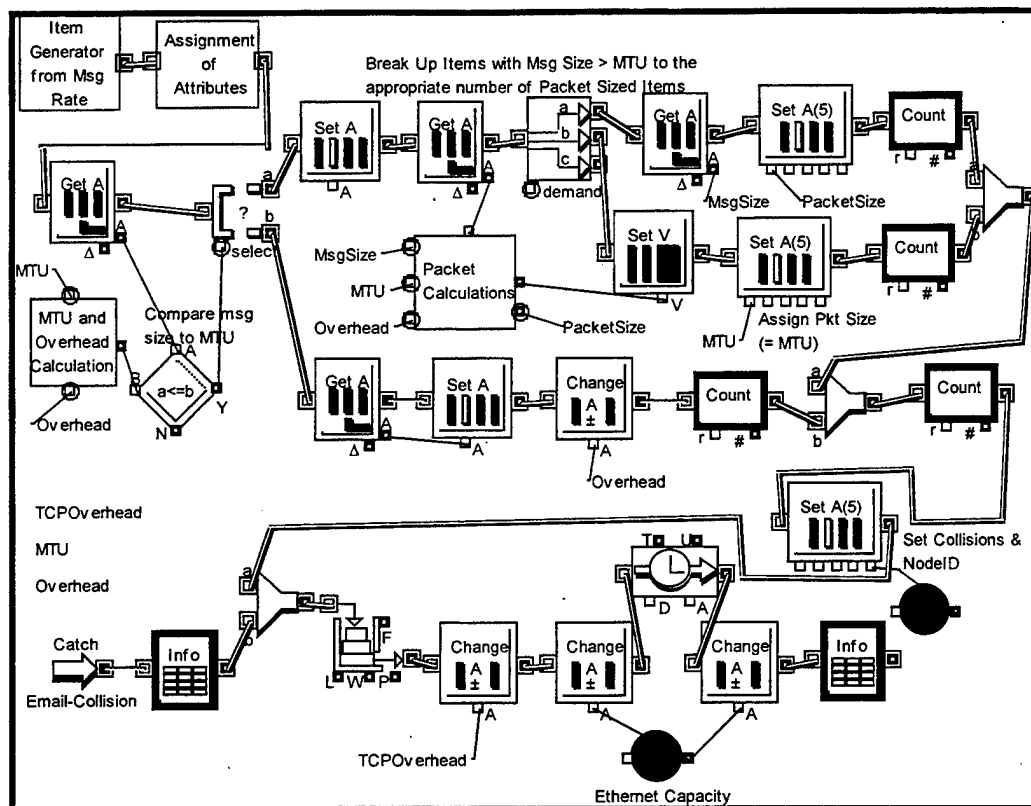 Item
Generator
from Msg
Rate
Assignment
of
Attributes
Break Up Items with Msg Size > MTU to the
appropriate number of Packet Sized Items
Get A
A
Δ
a
?
b
select
Set A
A
Get A
A
Δ
a
b
c
demand
Get A
A
Δ
MsgSize
Set A(5)
PacketSize
Count
r
#
a
b
MTU
MTU and
Overhead
Calculation
Overhead
Compare msg
size to MTU
A
B
a<=b
Y
N
MsgSize
MTU
Overhead
Packet
Calculations
PacketSize
Set V
V
Set A(5)
MTU
Assign Pkt Size
(= MTU)
Count
r
#
Get A
A
Δ
Set A
A
Change
A
±
A
Overhead
Count
r
#
a
b
Count
r
#
Set A(5)
Set Collisions &
NodeID
TCPOverhead
MTU
Overhead
a
b
Catch
Email-Collision
Info
F
L
W
P
Change
A
±
A
TCPOverhead
Change
A
±
A
T
U
D
A
Change
A
±
A
Info
Ethernet Capacity